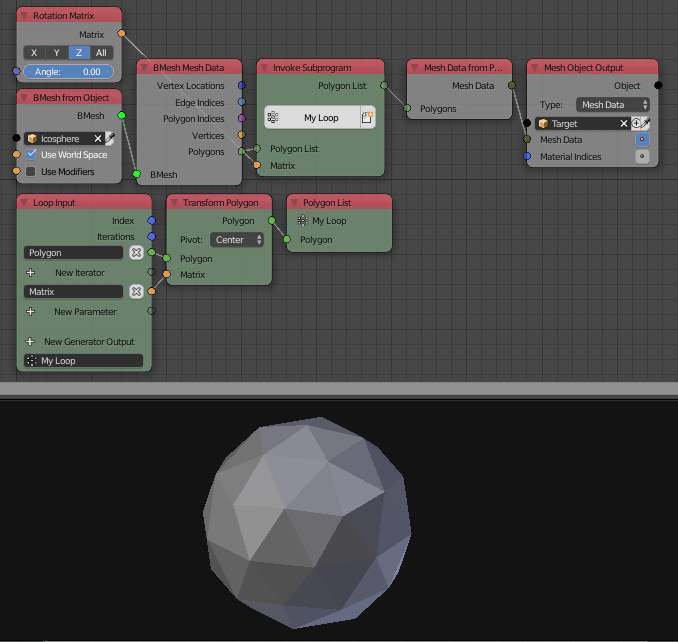 Rotation Matrix
Matrix
X Y Z All
Angle: 0.00
BMesh from Object
BMesh
Icosphere
Use World Space
Use Modifiers
BMesh Mesh Data
Vertex Locations
Edge Indices
Polygon Indices
Vertices
Polygons
BMesh
Invoke Subprogram
Polygon List
My Loop
Polygon List
Matrix
Mesh Data from P...
Mesh Data
Polygons
Mesh Object Output
Object
Type: Mesh Data
Target
Mesh Data
Material Indices
Loop Input
Index
Iterations
Polygon
New Iterator
Matrix
New Parameter
New Generator Output
My Loop
Transform Polygon
Polygon
Pivot: Center
Polygon
Matrix
Polygon List
My Loop
Polygon